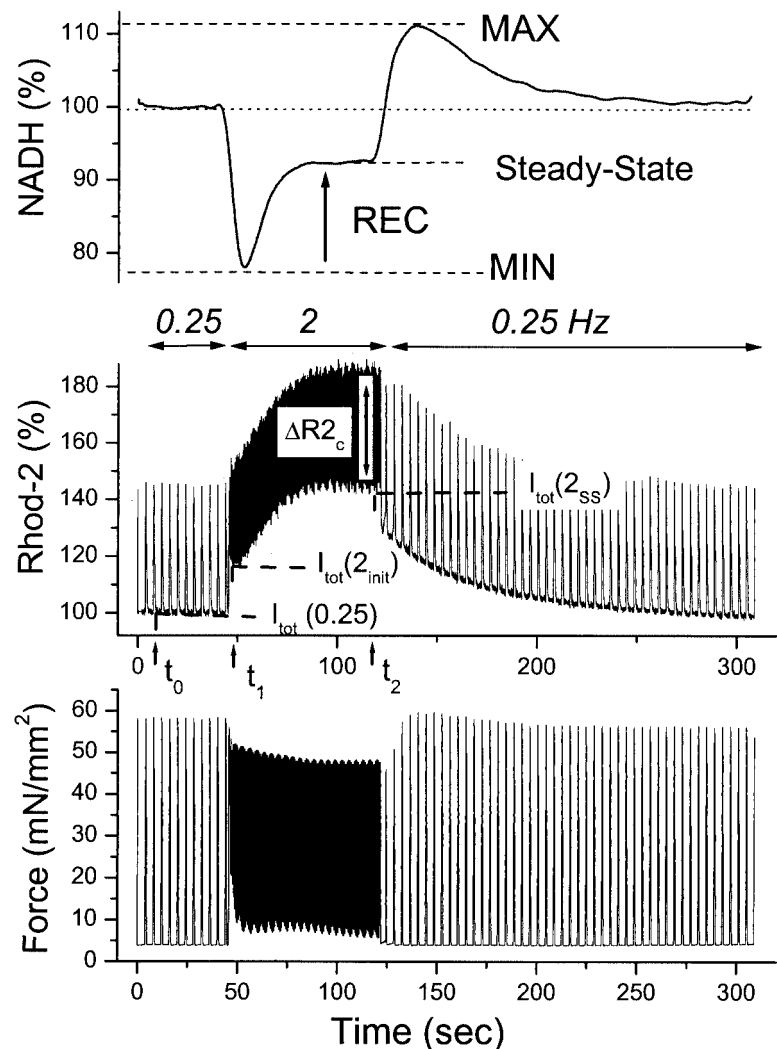 110
MAX
NADH (%)
100
90
Steady-State
REC
80
MIN
0.25
2
0.25 Hz
180
Rhod-2 (%)
160
ΔR2c
140
Itot(2SS)
120
Itot(2init)
100
Itot (0.25)
0
t0
t1
100
t2
200
300
60
Force (mN/mm²)
50
40
30
20
10
0
0
50
100
150
200
250
300
Time (sec)